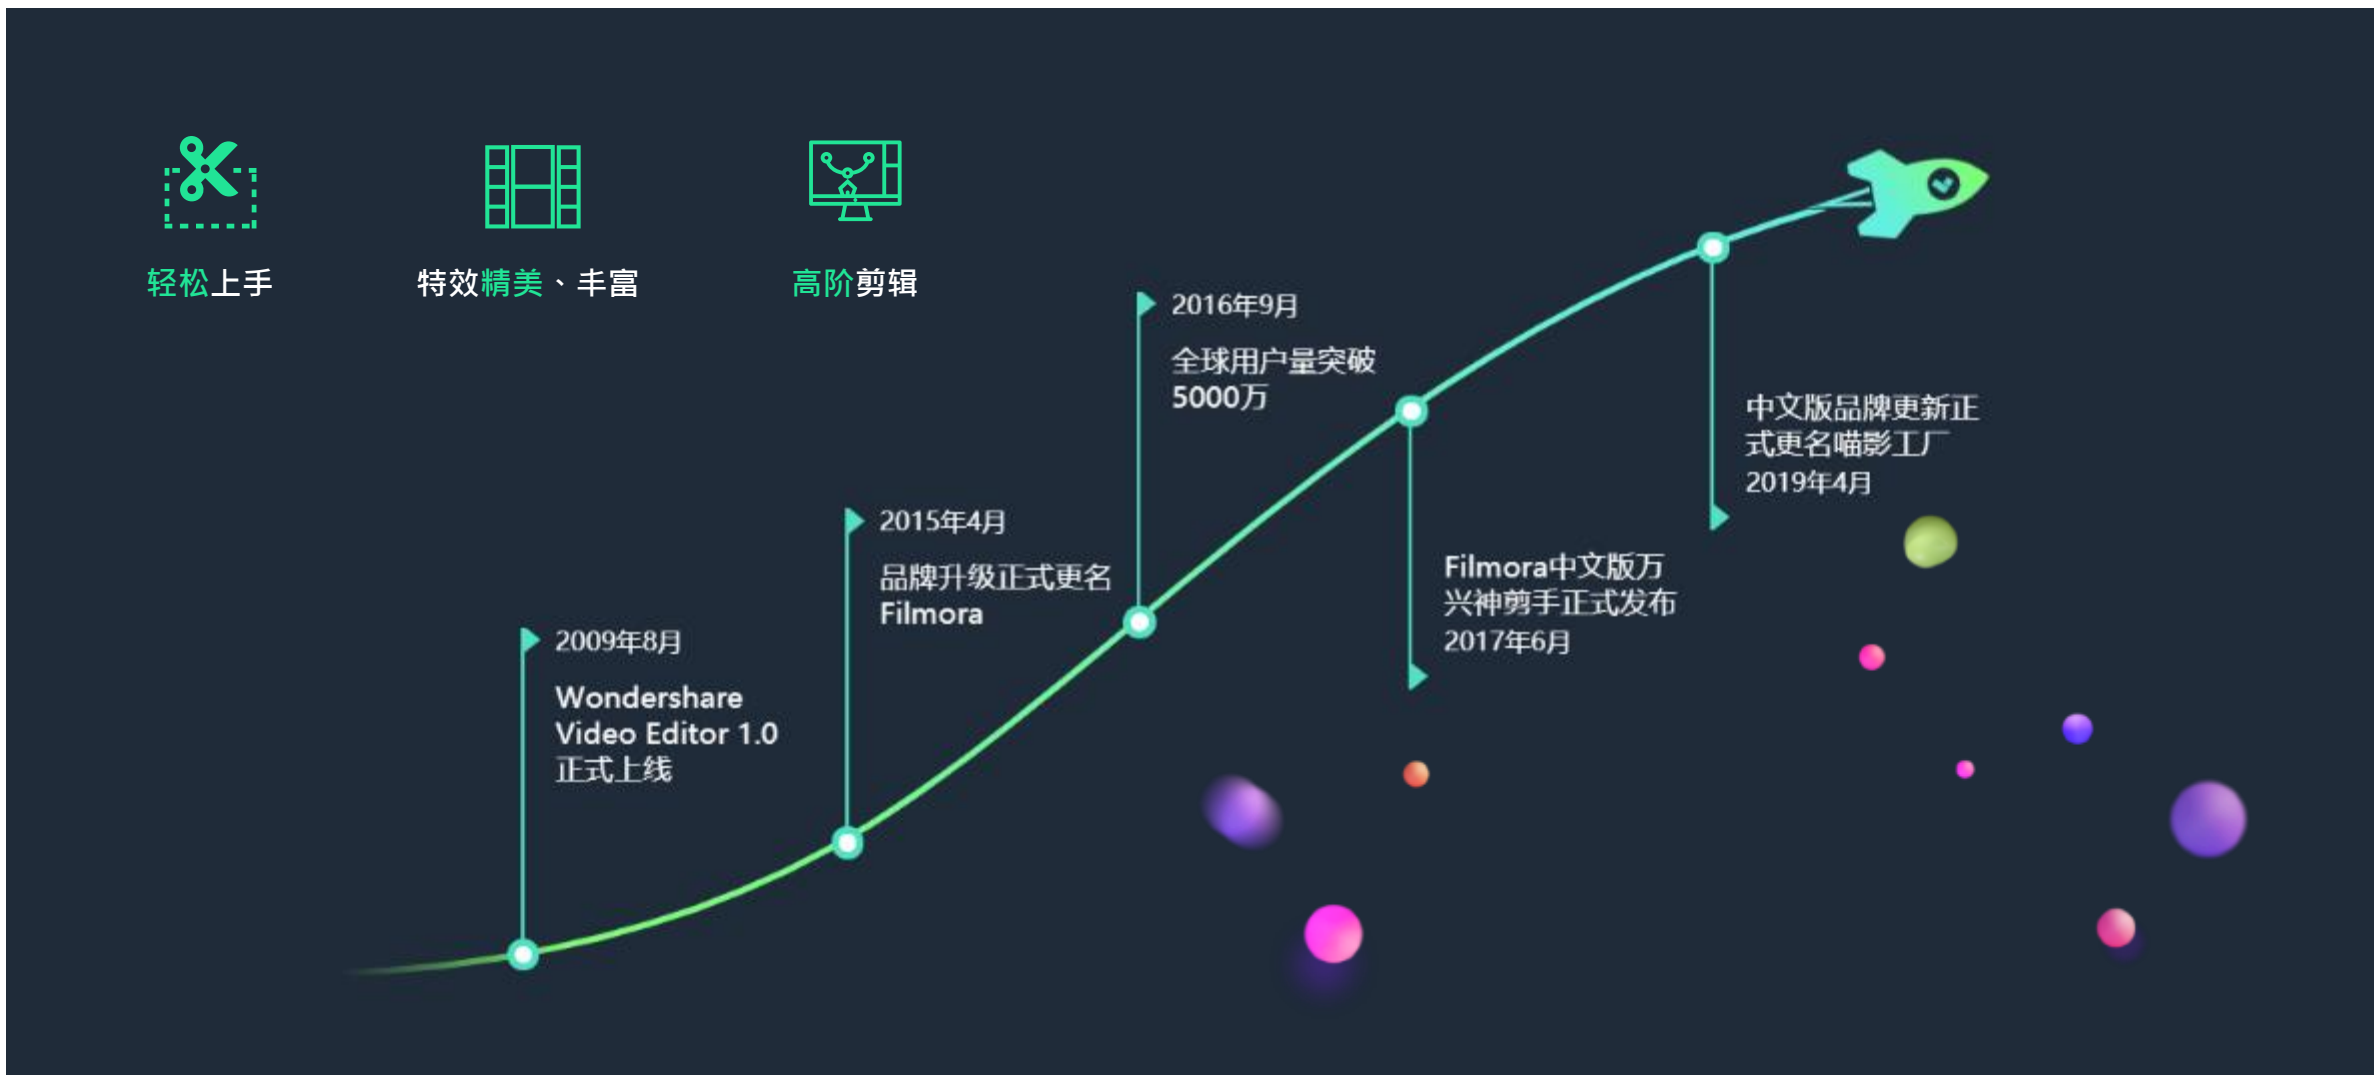 轻松上手
特效精美、丰富
高阶剪辑
2009年8月
Wondershare
Video Editor 1.0
正式上线
2015年4月
品牌升级正式更名
Filmora
2016年9月
全球用户量突破
5000万
Filmora中文版万
兴神剪手正式发布
2017年6月
中文版品牌更新正
式更名喵影工厂
2019年4月